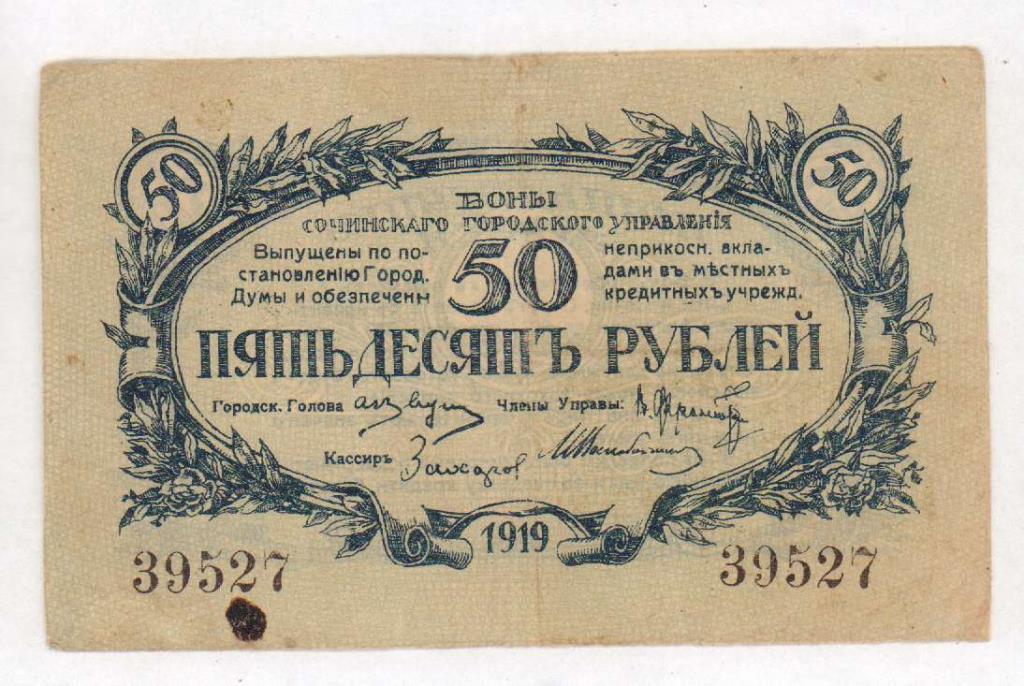 50
50
БОНЫ
СОЧИНСКАГО ГОРОДСКОГО УПРАВЛЕНІЯ
Выпущены по по-
становленІю Город.
Думы и обезпечены
50
неприкосн. вкла-
дами въ мѣстныхъ
кредитныхъ учрежд.
ПЯТЬДЕСЯТЪ РУБЛЕЙ
Городск. Голова
Члены Управы:
Кассиръ Захаров
1919
39527
39527